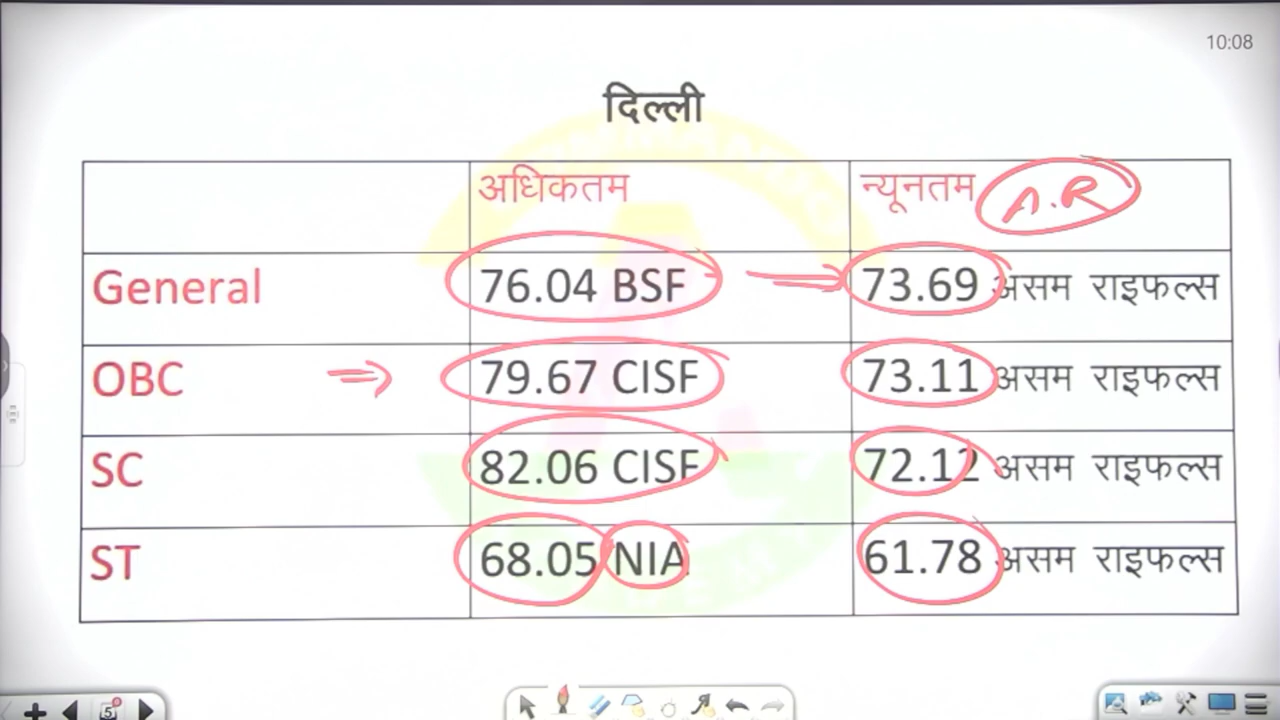 10:08
दिल्ली
अधिकतम न्यूनतम A.R
General 76.04 BSF 73.69 असम राइफल्स
OBC 79.67 CISF 73.11 असम राइफल्स
SC 82.06 CISF 72.12 असम राइफल्स
ST 68.05 NIA 61.78 असम राइफल्स
5